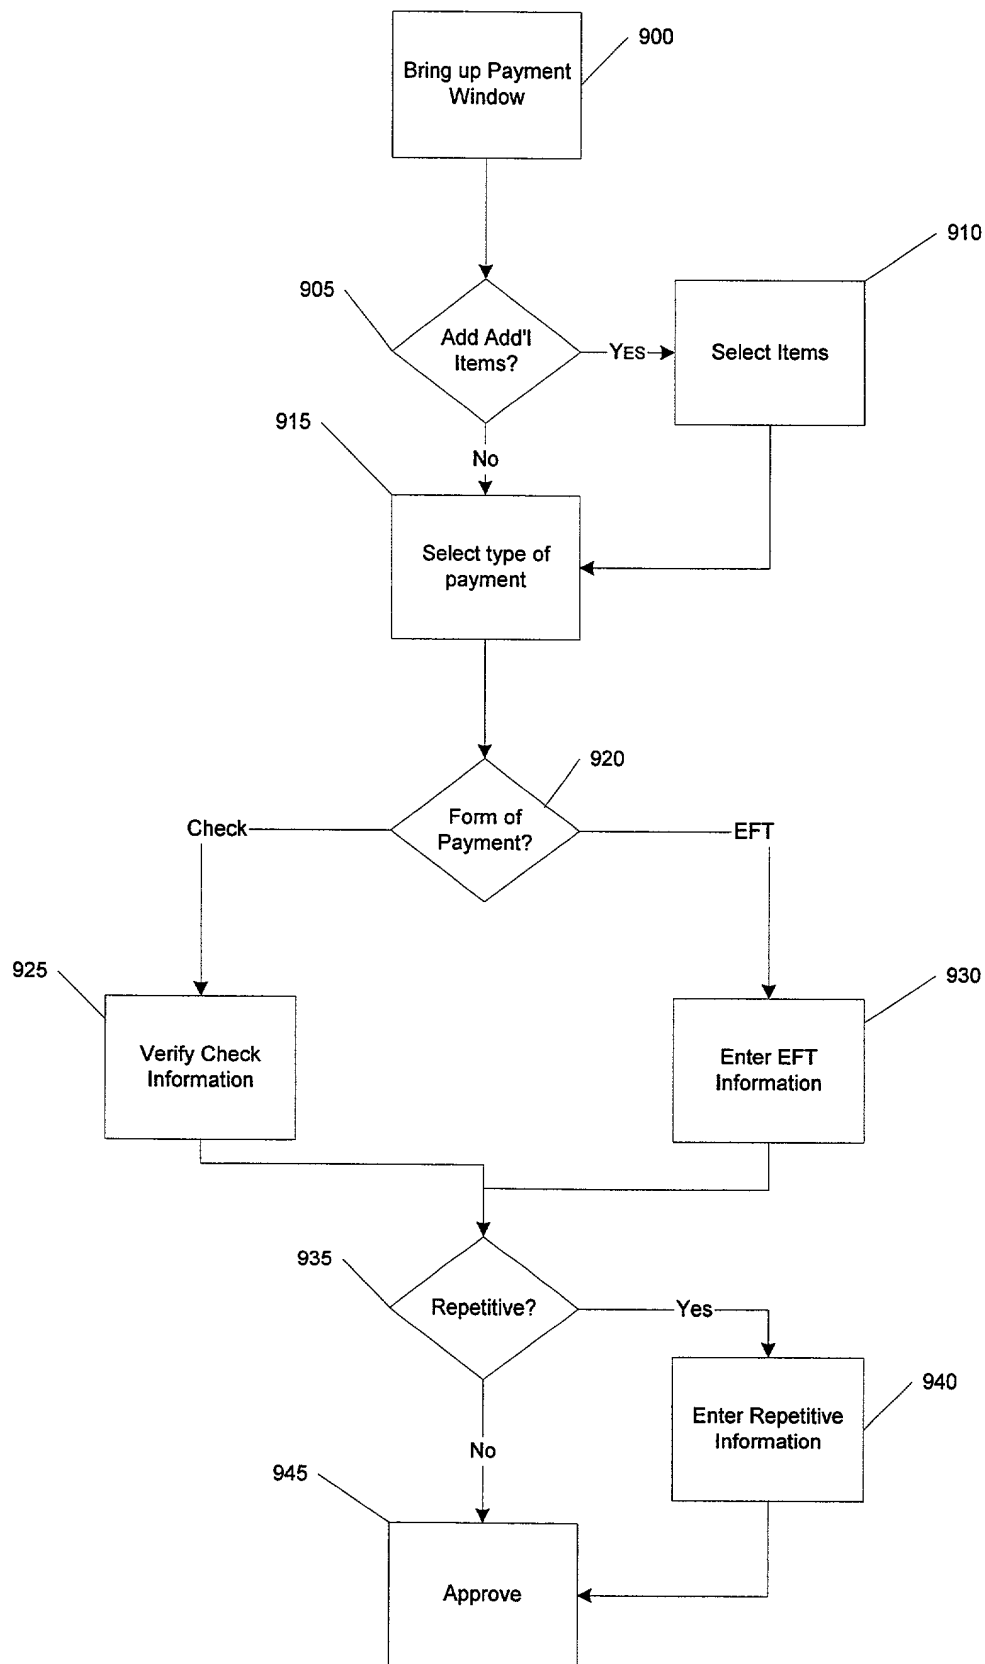 900
Bring up Payment
Window
910
905
Add Add'l
Items?
YES
Select Items
915
No
Select type of
payment
920
Form of
Payment?
Check
EFT
925
930
Verify Check
Information
Enter EFT
Information
935
Repetitive?
Yes
940
Enter Repetitive
Information
No
945
Approve